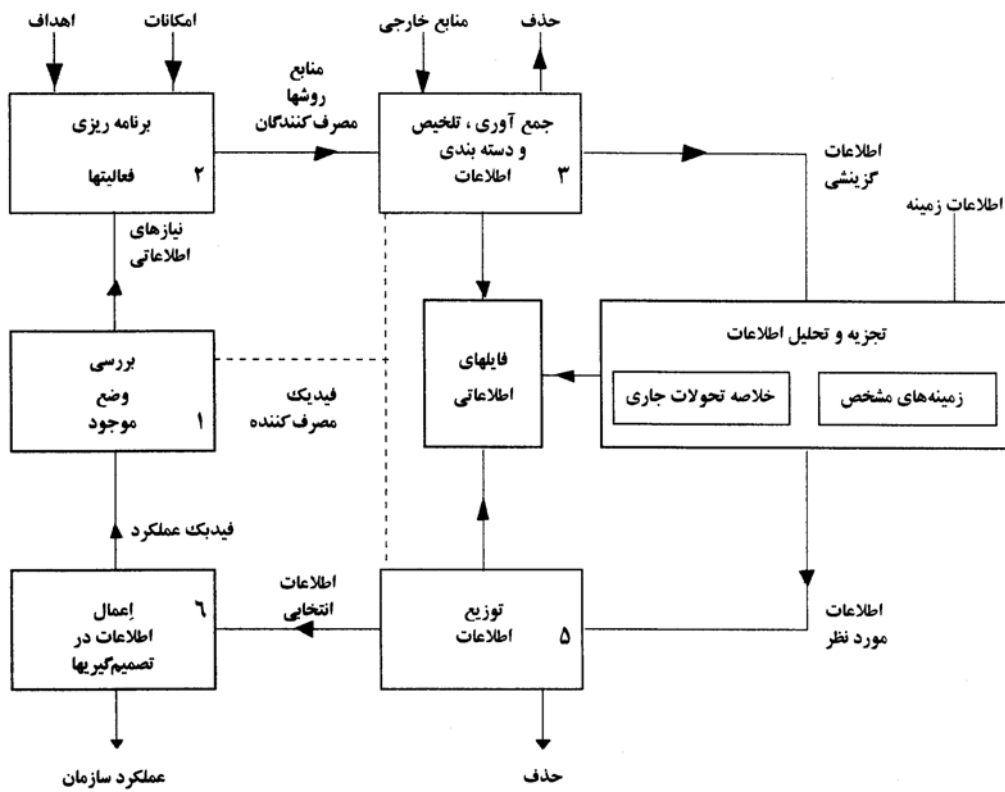 اهداف
امکانات
منابع خارجی
حذف
برنامه ریزی
فعالیتها
۲
منابع
روشها
مصرف کنندگان
جمع آوری ، تلخیص
و دسته بندی
اطلاعات
۳
اطلاعات
گزینشی
اطلاعات زمینه
نیازهای
اطلاعاتی
بررسی
وضع
موجود
۱
فیدبک
مصرف کننده
فایلهای
اطلاعاتی
تجزیه و تحلیل اطلاعات
زمینه‌های مشخص
خلاصه تحولات جاری
فیدبک عملکرد
اِعمال
اطلاعات در
تصمیم‌گیریها
٦
اطلاعات
انتخابی
توزیع
اطلاعات
۵
اطلاعات
مورد نظر
عملکرد سازمان
حذف